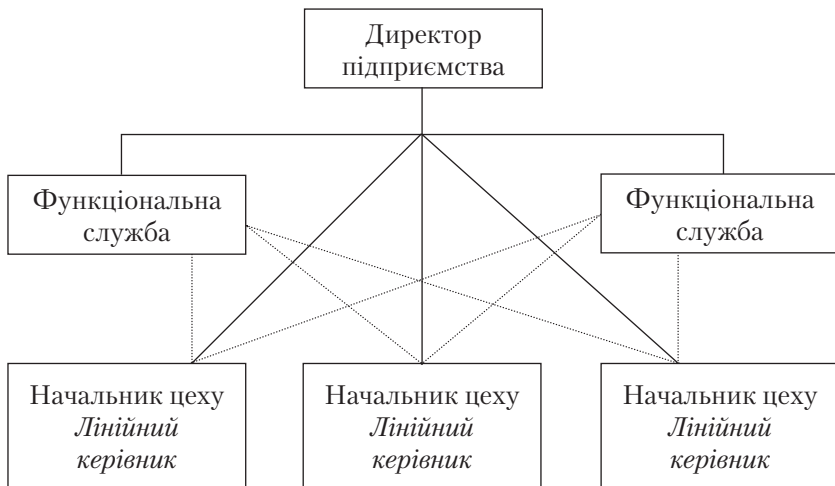 Директор
підприємства
Функціональна
служба
Функціональна
служба
Начальник цеху
Лінійний
керівник
Начальник цеху
Лінійний
керівник
Начальник цеху
Лінійний
керівник